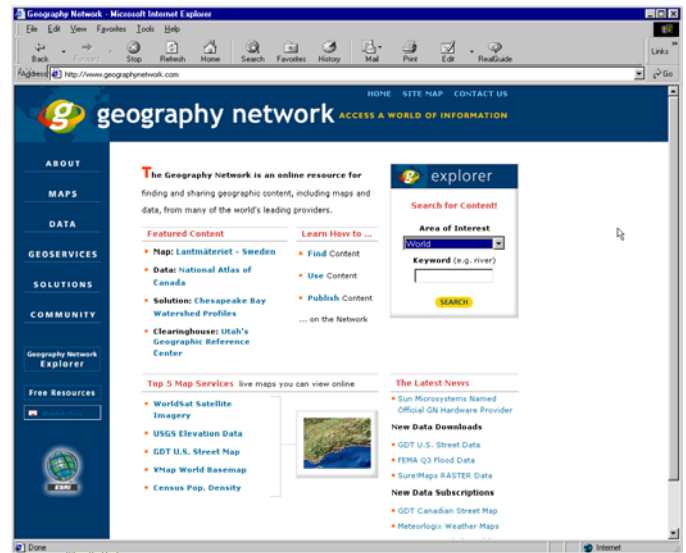 Geography Network - Microsoft Internet Explorer
File Edit View Favorites Tools Help
Back Forward Stop Refresh Home Search Favorites History Mail Print Edit RealGuide
Links »
Address http://www.geographynetwork.com Go
HOME SITE MAP CONTACT US
g geography network ACCESS A WORLD OF INFORMATION
ABOUT
MAPS
DATA
GEOSERVICES
SOLUTIONS
COMMUNITY
Geography Network
Explorer
Free Resources
ESRI
The Geography Network is an online resource for
finding and sharing geographic content, including maps and
data, from many of the world's leading providers.
Featured Content
Map: Lantmäteriet - Sweden
Data: National Atlas of
Canada
Solution: Chesapeake Bay
Watershed Profiles
Clearinghouse: Utah's
Geographic Reference
Center
Learn How to ...
Find Content
Use Content
Publish Content
... on the Network
g explorer
Search for Content!
Area of Interest
World
Keyword (e.g. river)
SEARCH
Top 5 Map Services live maps you can view online
WorldSat Satellite
Imagery
USGS Elevation Data
GDT U.S. Street Map
VMap World Basemap
Census Pop. Density
The Latest News
Sun Microsystems Named
Official GN Hardware Provider
New Data Downloads
GDT U.S. Street Data
FEMA Q3 Flood Data
Sure!Maps RASTER Data
New Data Subscriptions
GDT Canadian Street Map
Meteorlogix Weather Maps
Done
Internet